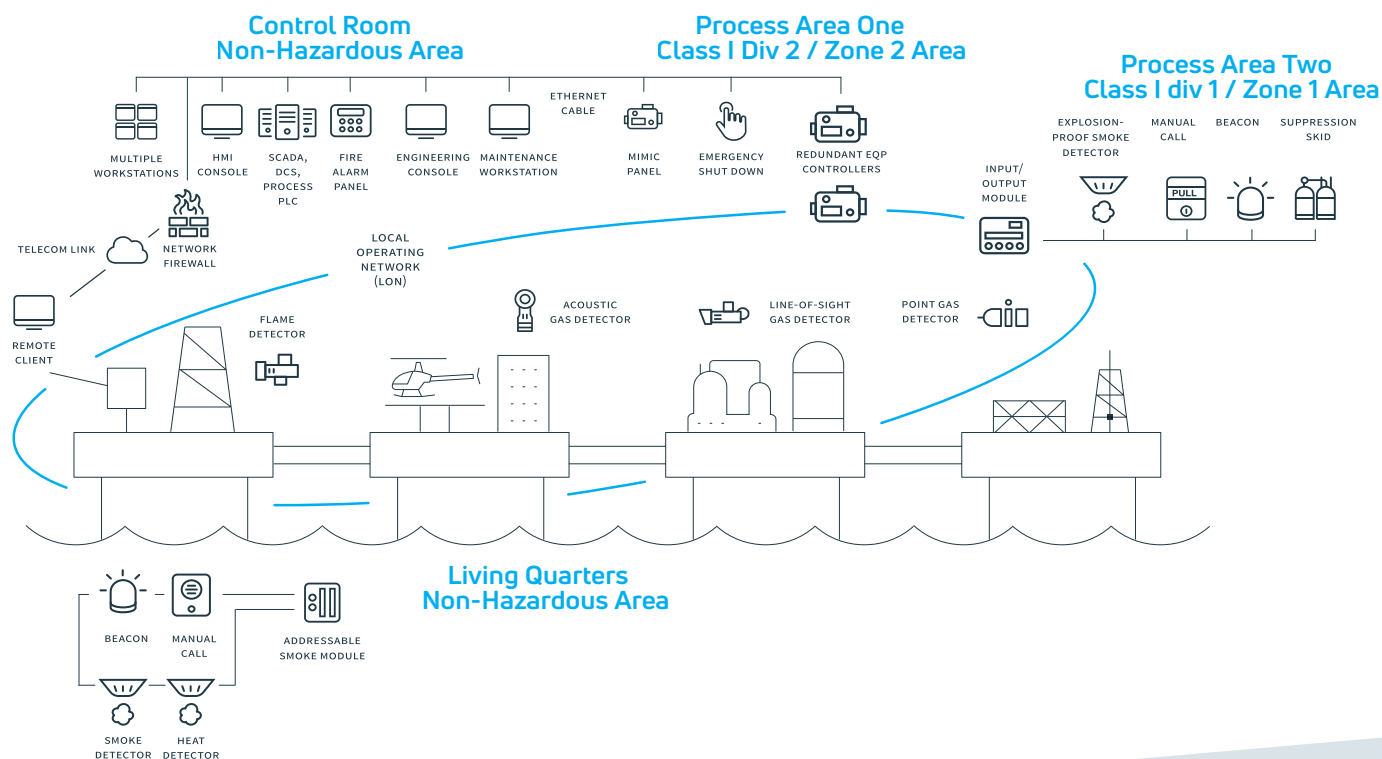 Control Room
Non-Hazardous Area
Process Area One
Class I Div 2 / Zone 2 Area
Process Area Two
Class I div 1 / Zone 1 Area
MULTIPLE
WORKSTATIONS
HMI
CONSOLE
SCADA,
DCS,
PROCESS
PLC
FIRE
ALARM
PANEL
ENGINEERING
CONSOLE
MAINTENANCE
WORKSTATION
ETHERNET
CABLE
MIMIC
PANEL
EMERGENCY
SHUT DOWN
REDUNDANT EQP
CONTROLLERS
INPUT/
OUTPUT
MODULE
EXPLOSION-
PROOF SMOKE
DETECTOR
MANUAL
CALL
BEACON
SUPPRESSION
SKID
PULL
TELECOM LINK
NETWORK
FIREWALL
LOCAL
OPERATING
NETWORK
(LON)
REMOTE
CLIENT
FLAME
DETECTOR
ACOUSTIC
GAS DETECTOR
LINE-OF-SIGHT
GAS DETECTOR
POINT GAS
DETECTOR
Living Quarters
Non-Hazardous Area
BEACON
MANUAL
CALL
ADDRESSABLE
SMOKE MODULE
SMOKE
DETECTOR
HEAT
DETECTOR